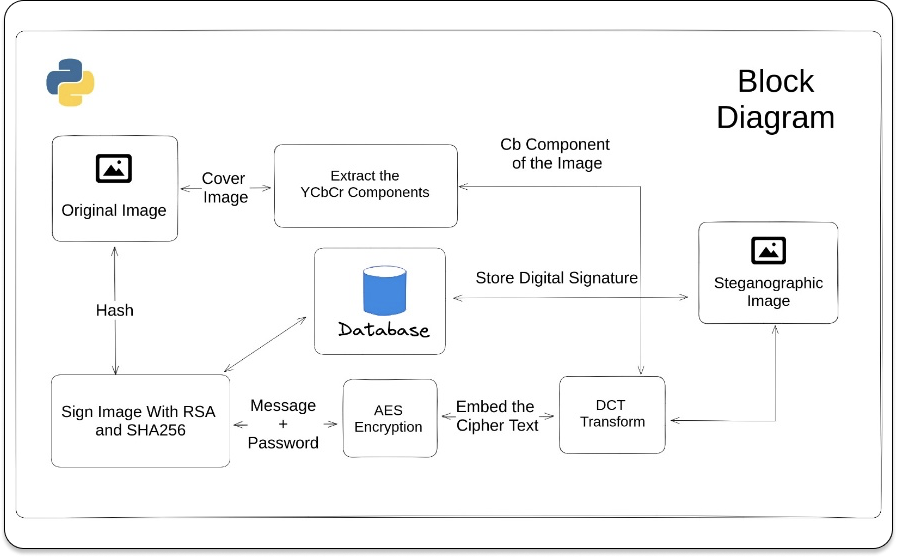 Block
Diagram
Original Image
Cover
Image
Extract the
YCbCr Components
Cb Component
of the Image
Hash
Database
Store Digital Signature
Steganographic
Image
Sign Image With RSA
and SHA256
Message
+
Password
AES
Encryption
Embed the
Cipher Text
DCT
Transform